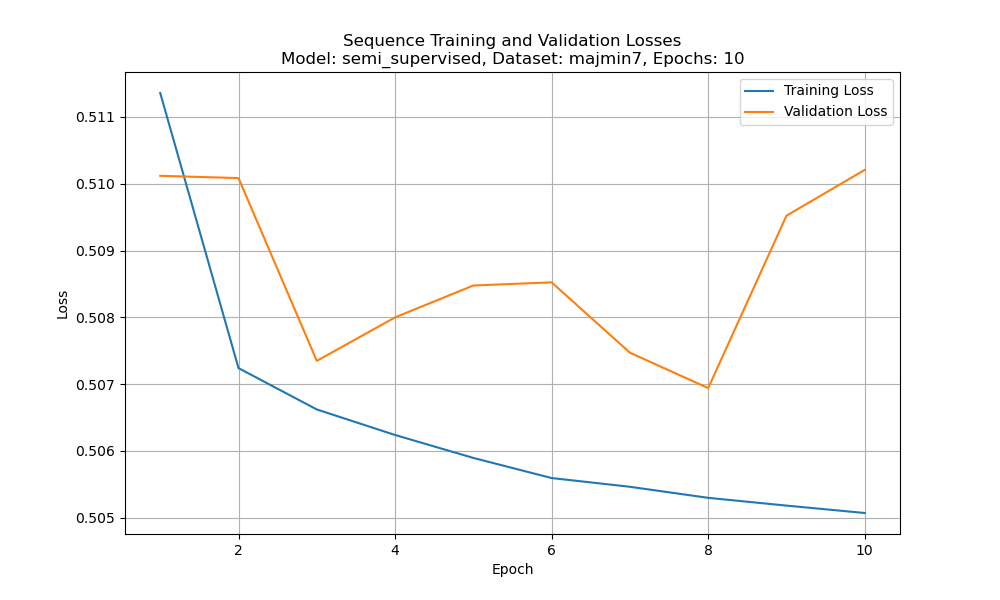 Sequence Training and Validation Losses
Model: semi_supervised, Dataset: majmin7, Epochs: 10
Training Loss
Validation Loss
0.511
0.510
0.509
0.508
0.507
0.506
0.505
Loss
2
4
6
8
10
Epoch